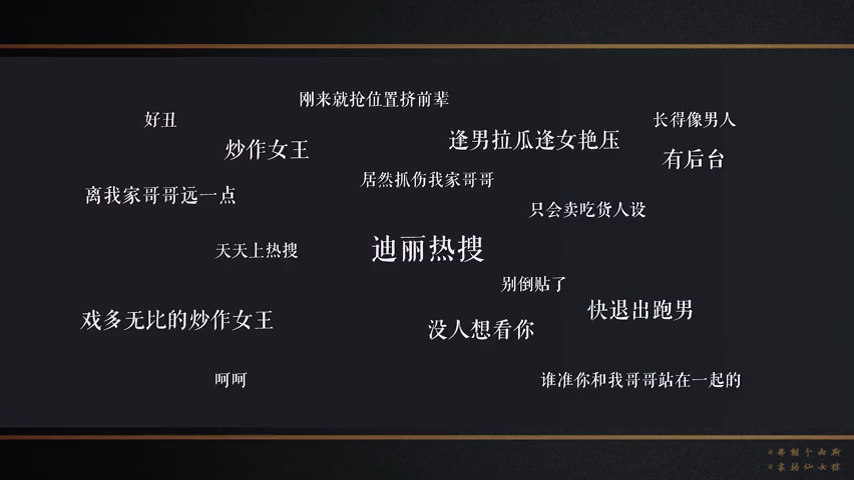 刚来就抢位置挤前辈
好丑
长得像男人
炒作女王
逢男拉瓜逢女艳压
有后台
居然抓伤我家哥哥
离我家哥哥远一点
只会卖吃货人设
天天上热搜
迪丽热搜
别倒贴了
快退出跑男
戏多无比的炒作女王
没人想看你
呵呵
谁准你和我哥哥站在一起的